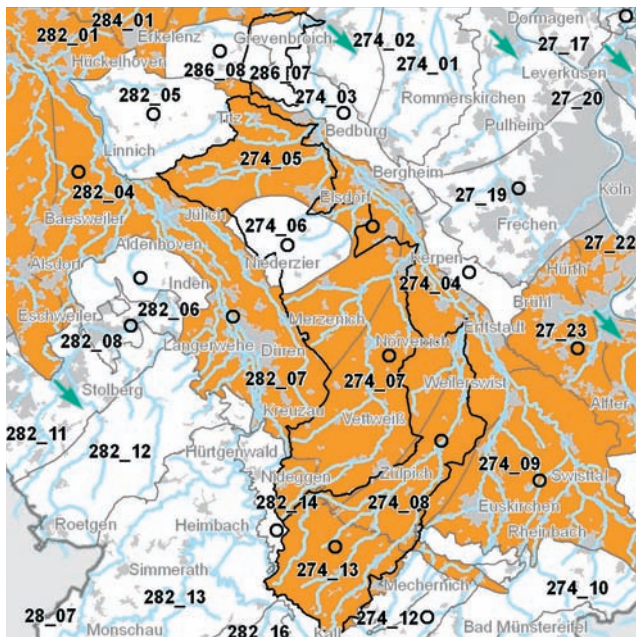 284_01
Erkelenz
Grevenbroich
Dormagen
282_01
274_02
27_17
Hückelhoven
286_08
286_07
274_01
Leverkusen
282_05
274_03
Rommerskirchen
27_20
Titz
Bedburg
Pulheim
Linnich
274_05
Bergheim
282_04
Elsdorf
27_19
Köln
Baesweiler
Jülich
274_06
Frechen
Aldenhoven
27_22
Alsdorf
Niederzier
Kerpen
Hürth
Inden
274_04
Eschweiler
282_06
Merzenich
Brühl
282_08
Langerwehe
Nörvenich
Erftstadt
27_23
Düren
Stolberg
282_07
274_07
Weilerswist
Kreuzau
Alfter
282_11
Vettweiß
282_12
Hürtgenwald
274_09
Nideggen
Zülpich
Swisttal
282_14
274_08
Euskirchen
Roetgen
Heimbach
Rheinbach
Simmerath
274_13
Mechernich
274_10
282_13
28_07
274_12
Monschau
282_16
Kall
Bad Münstereifel